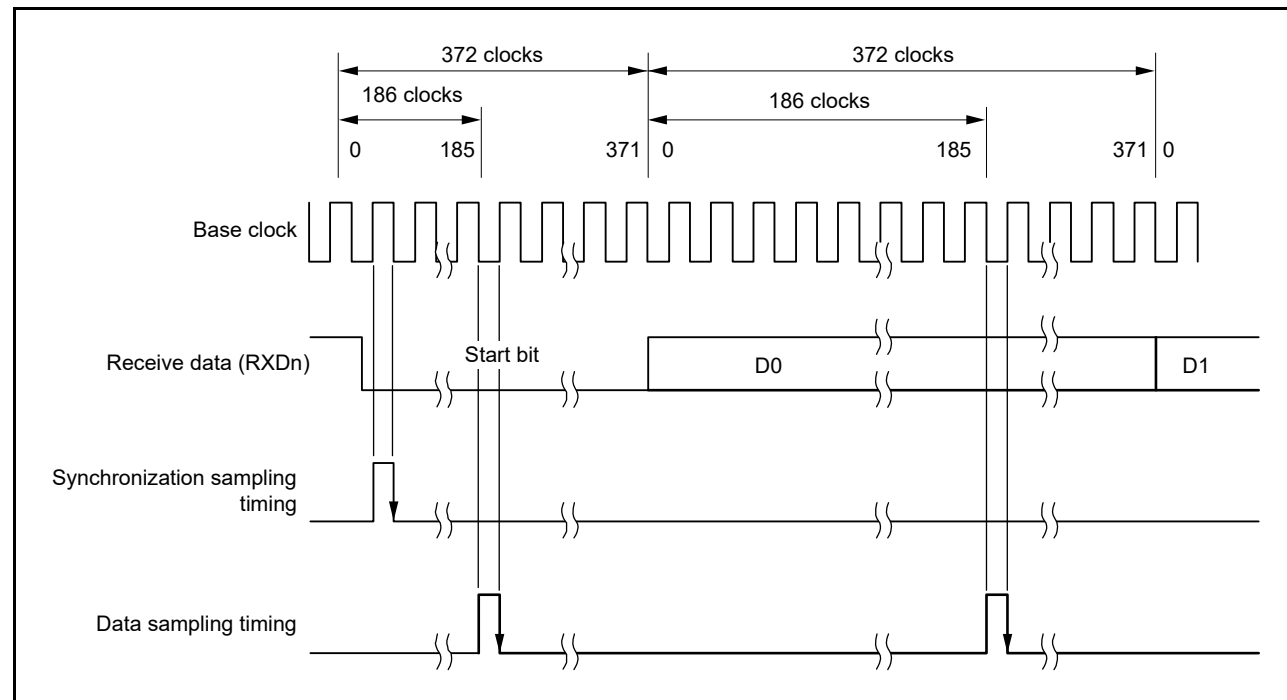 372 clocks 372 clocks
186 clocks 186 clocks
0 185 371 0 185 371 0
Base clock
Receive data (RXDn) Start bit D0 D1
Synchronization sampling
timing
Data sampling timing